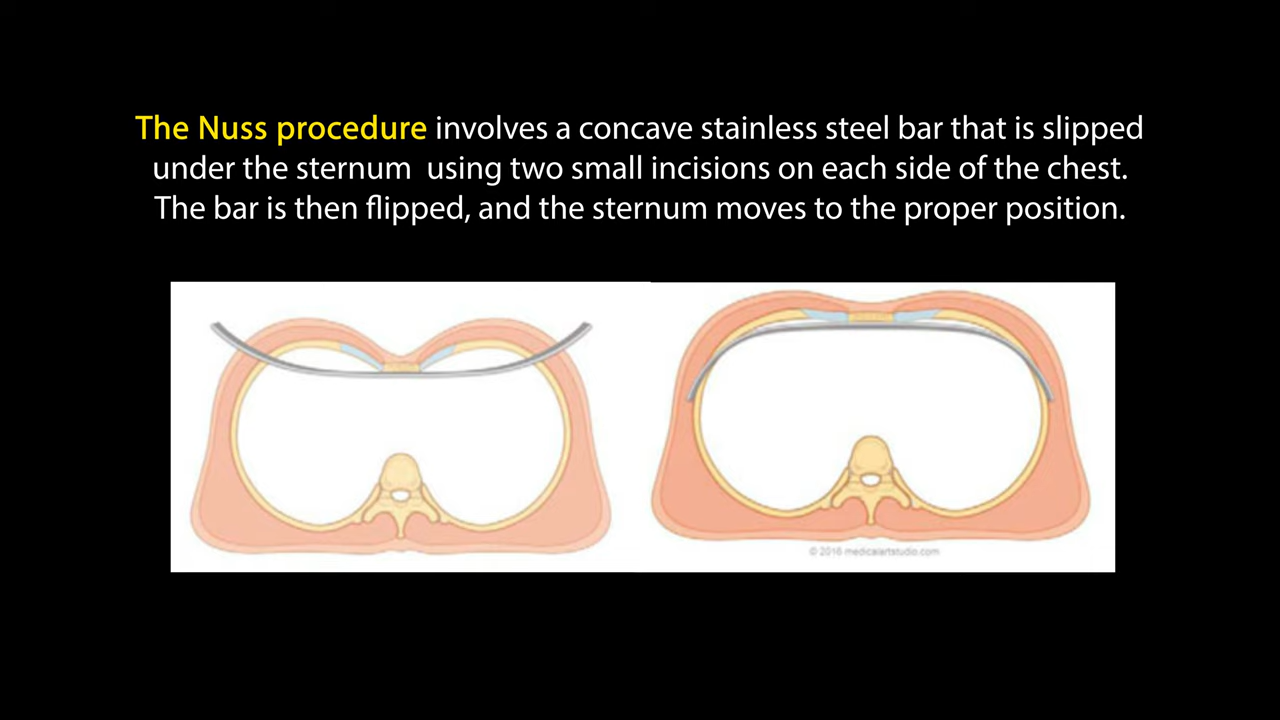 The Nuss procedure involves a concave stainless steel bar that is slipped
under the sternum  using two small incisions on each side of the chest.
The bar is then flipped, and the sternum moves to the proper position.
© 2016 medicalartstudio.com